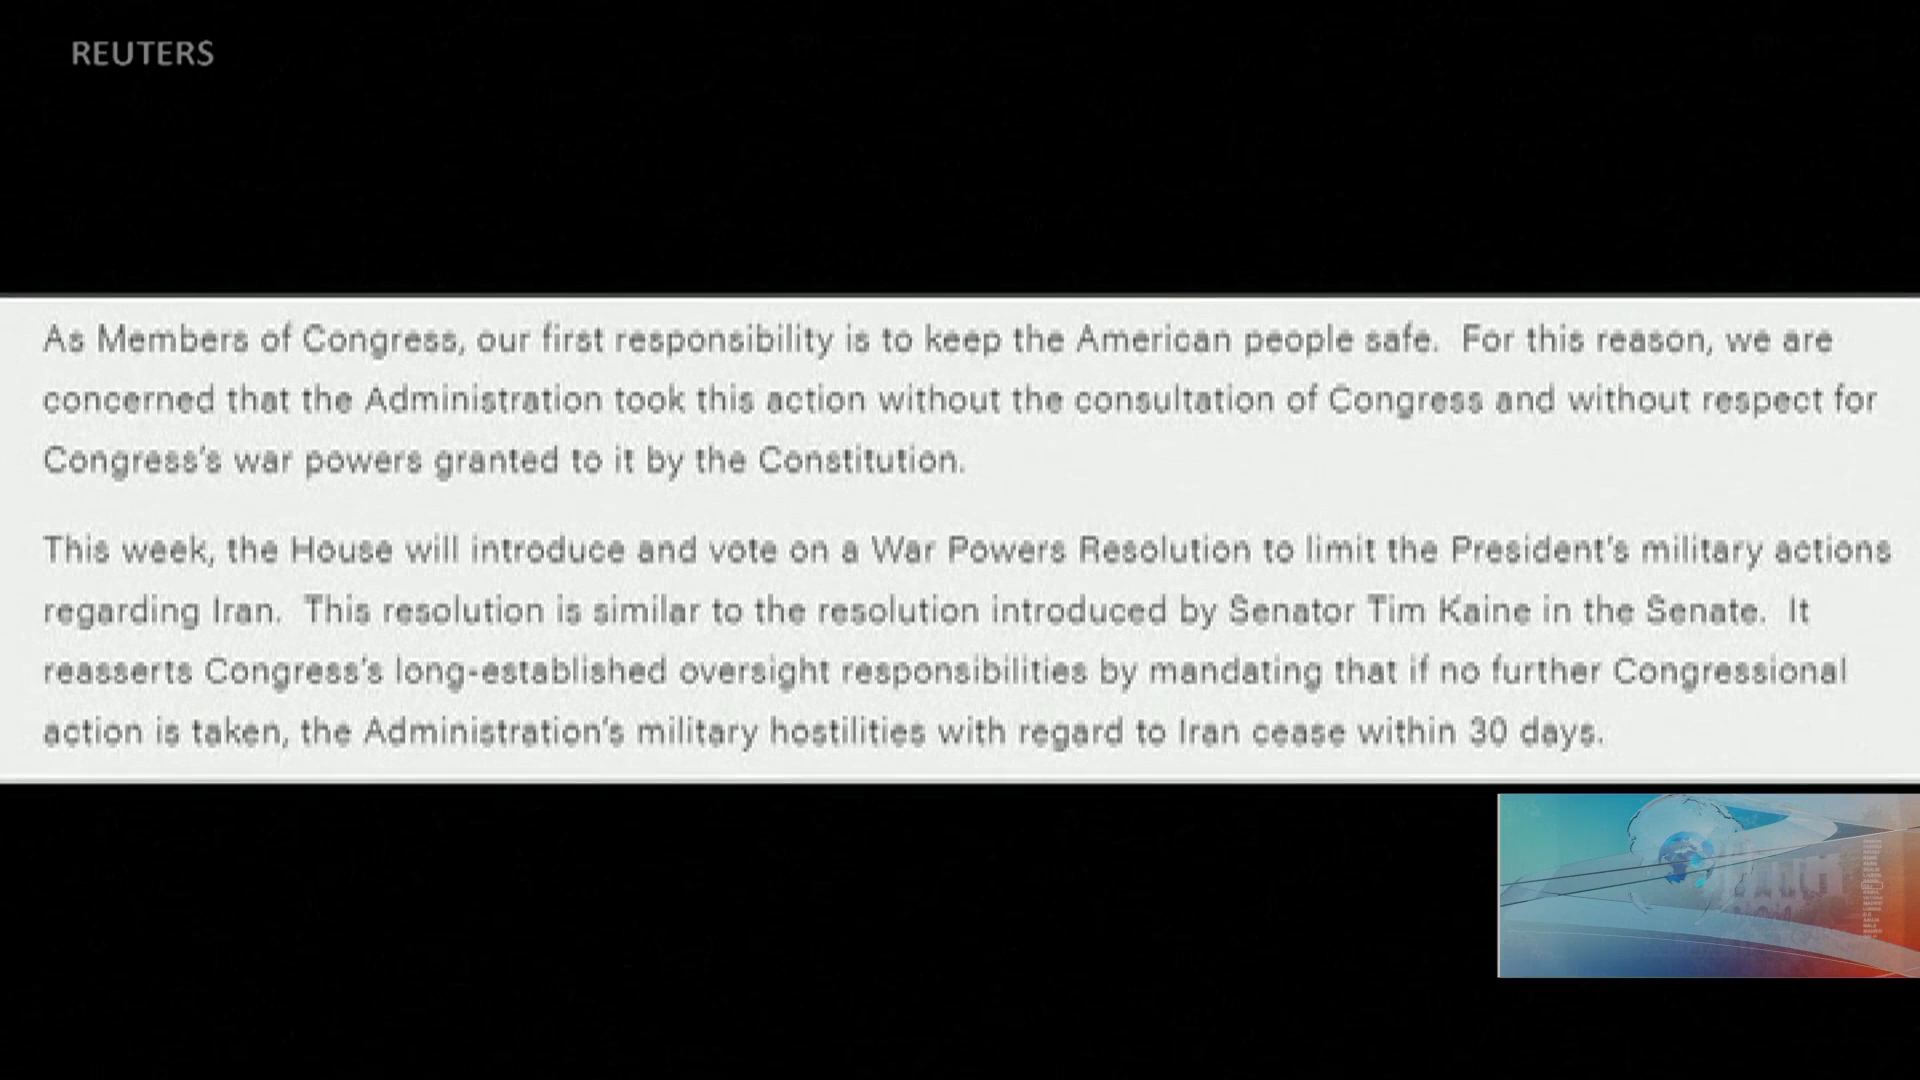 REUTERS
As Members of Congress, our first responsibility is to keep the American people safe.  For this reason, we are
concerned that the Administration took this action without the consultation of Congress and without respect for
Congress's war powers granted to it by the Constitution.
This week, the House will introduce and vote on a War Powers Resolution to limit the President's military actions
regarding Iran.  This resolution is similar to the resolution introduced by Senator Tim Kaine in the Senate.  It
reasserts Congress's long-established oversight responsibilities by mandating that if no further Congressional
action is taken, the Administration's military hostilities with regard to Iran cease within 30 days.